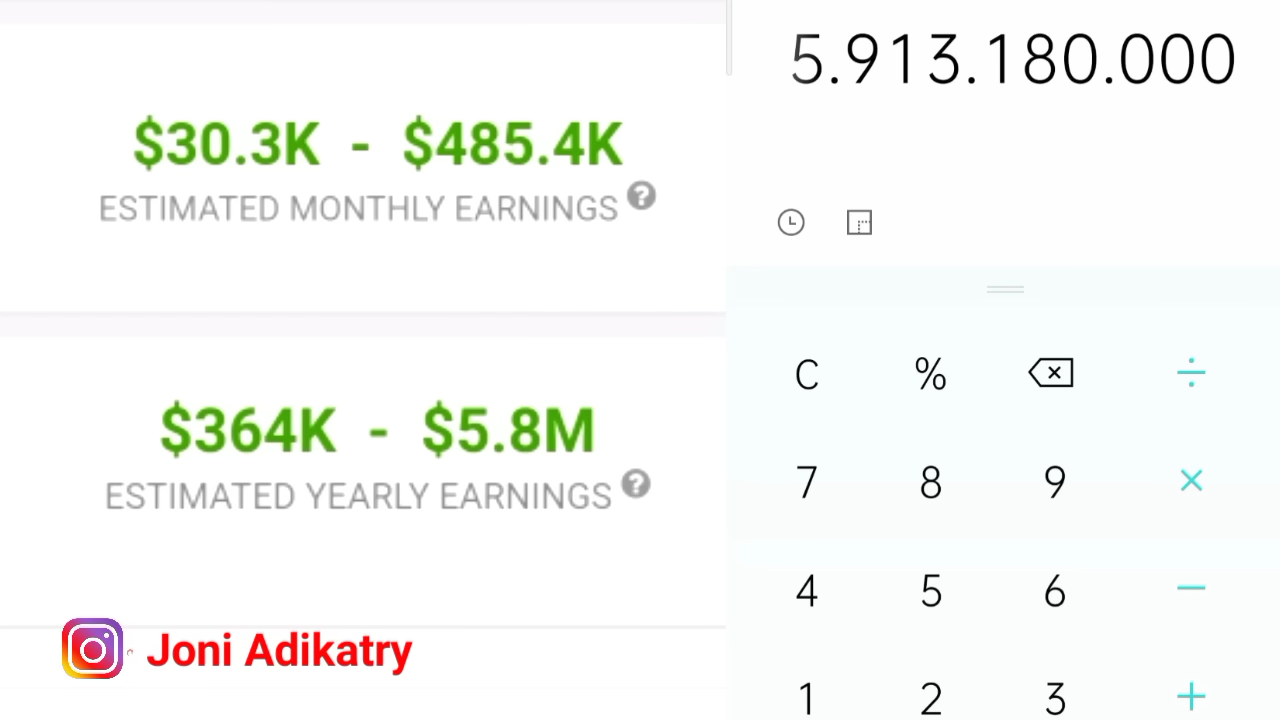 $30.3K - $485.4K
ESTIMATED MONTHLY EARNINGS ?
$364K - $5.8M
ESTIMATED YEARLY EARNINGS ?
Joni Adikatry
5.913.180.000
C % ÷
7 8 9 ×
4 5 6 −
1 2 3 +